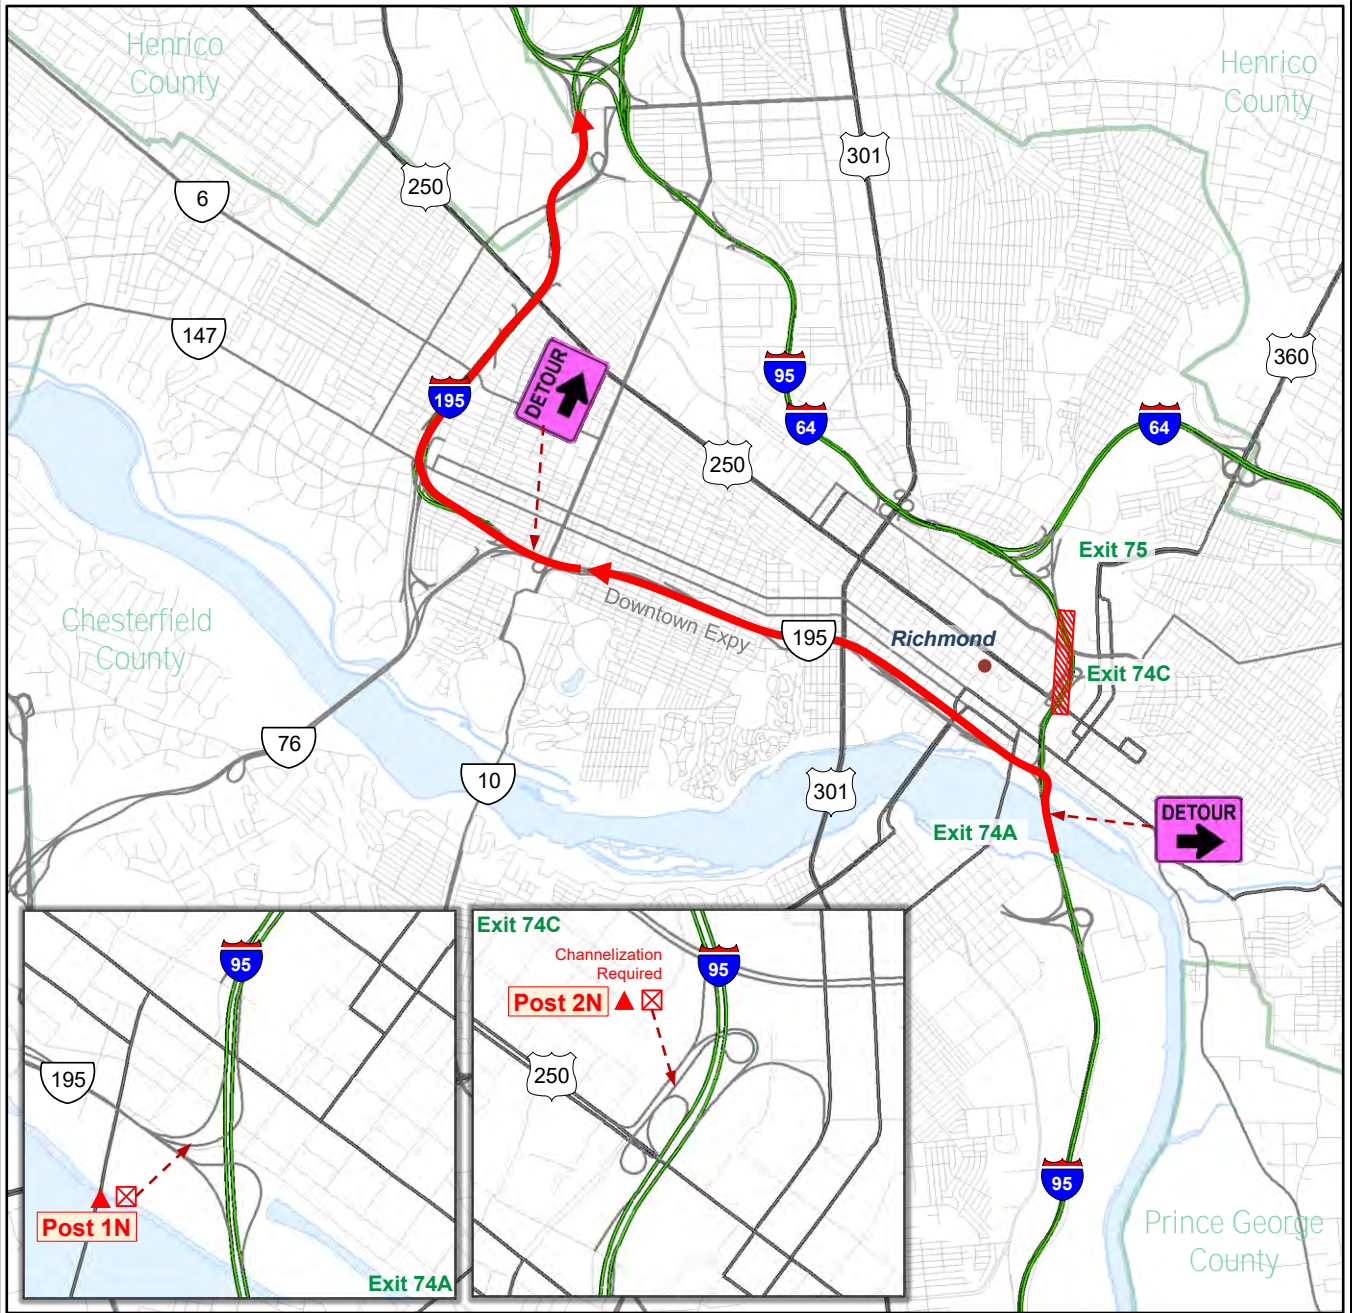 Henrico
County
Henrico
County
301
250
6
147
360
DETOUR
195
95
64
64
250
Exit 75
Downtown Expy
195
Richmond
Exit 74C
Chesterfield
County
76
10
301
DETOUR
Exit 74A
95
Prince George
County
95
195
Post 1N
Exit 74A
Exit 74C
Channelization
Required
95
Post 2N
250